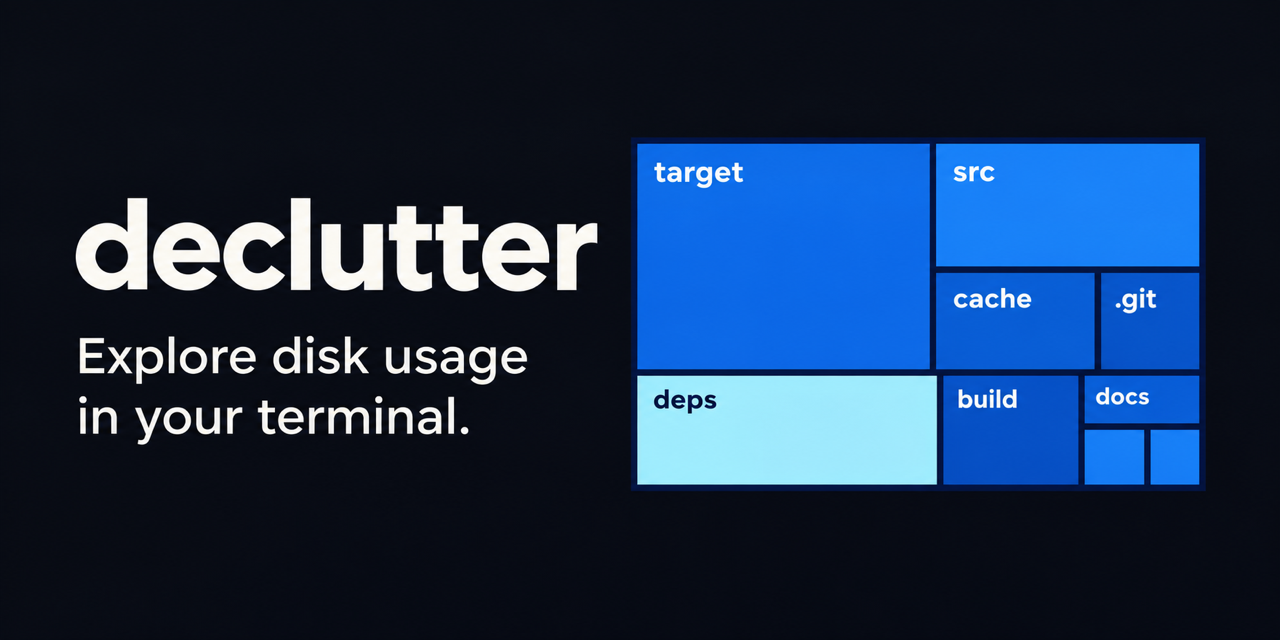 declutter
Explore disk usage
in your terminal.
target
src
cache
.git
deps
build
docs